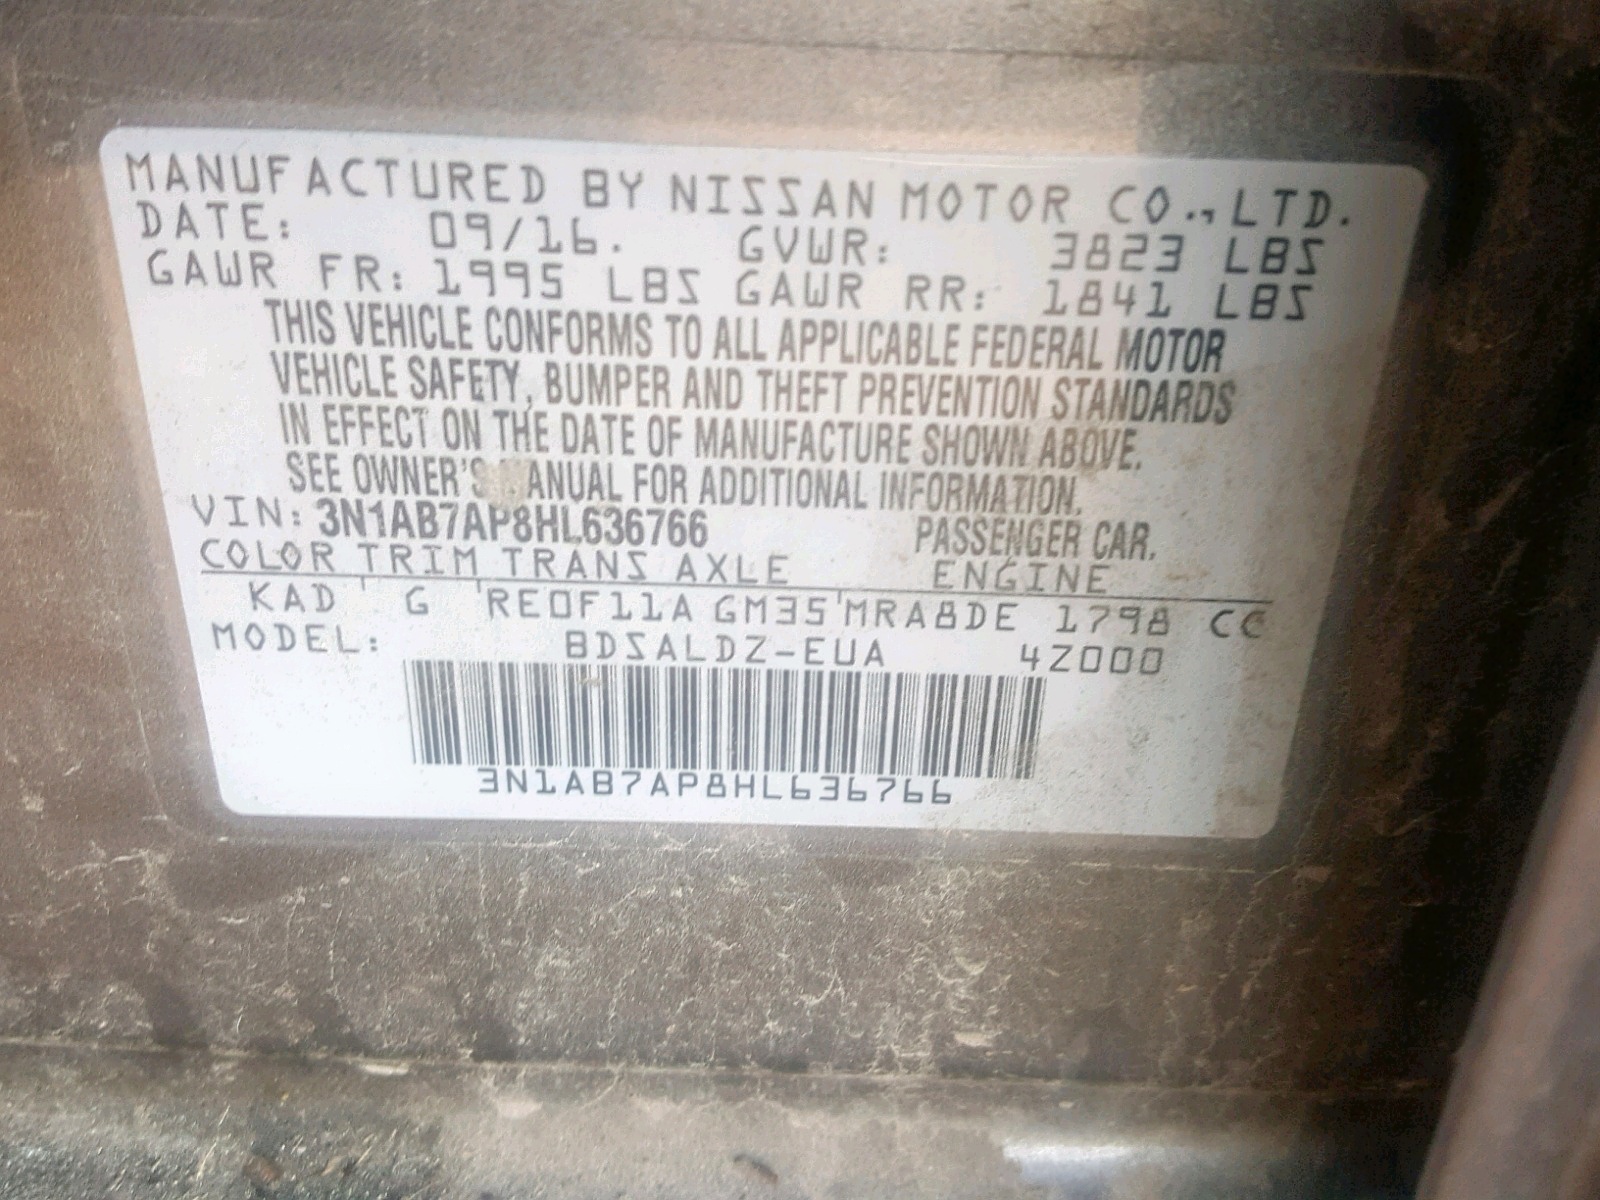 MANUFACTURED BY NISSAN MOTOR CO., LTD.
DATE: 09/16. GVWR: 3823 LBS
GAWR FR: 1995 LBS GAWR RR: 1841 LBS
THIS VEHICLE CONFORMS TO ALL APPLICABLE FEDERAL MOTOR
VEHICLE SAFETY, BUMPER AND THEFT PREVENTION STANDARDS
IN EFFECT ON THE DATE OF MANUFACTURE SHOWN ABOVE.
SEE OWNER'S MANUAL FOR ADDITIONAL INFORMATION.
VIN: 3N1AB7AP8HL636766 PASSENGER CAR.
COLOR TRIM TRANS AXLE ENGINE
KAD G RE0F11A GM35 MRA8DE 1798 CC
MODEL: BDSALDZ-EUA 4Z000
3N1AB7AP8HL636766